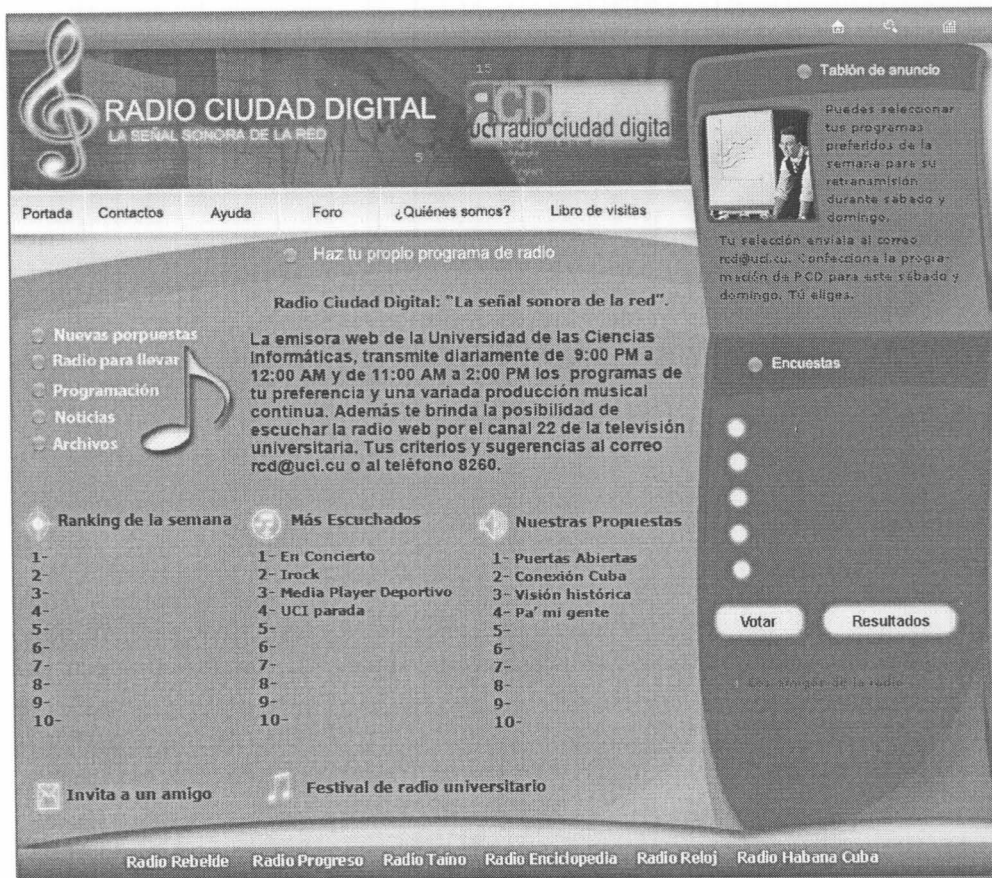 RADIO CIUDAD DIGITAL
LA SEÑAL SONORA DE LA RED
15
5
RCD
uci radio ciudad digita
Portada Contactos Ayuda Foro ¿Quiénes somos? Libro de visitas
Haz tu propio programa de radio
Radio Ciudad Digital: "La señal sonora de la red".
Nuevas porpuestas
Radio para llevar
Programación
Noticias
Archivos
La emisora web de la Universidad de las Ciencias
Informáticas, transmite diariamente de 9:00 PM a
12:00 AM y de 11:00 AM a 2:00 PM los programas de
tu preferencia y una variada producción musical
continua. Además te brinda la posibilidad de
escuchar la radio web por el canal 22 de la televisión
universitaria. Tus criterios y sugerencias al correo
rcd@uci.cu o al teléfono 8260.
Ranking de la semana
1-
2-
3-
4-
5-
6-
7-
8-
9-
10-
Más Escuchados
1- En Concierto
2- Irock
3- Media Player Deportivo
4- UCI parada
5-
6-
7-
8-
9-
10-
Nuestras Propuestas
1- Puertas Abiertas
2- Conexión Cuba
3- Visión histórica
4- Pa' mi gente
5-
6-
7-
8-
9-
10-
Invita a un amigo
Festival de radio universitario
Tablón de anuncio
Puedes seleccionar
tus programas
preferidos de la
semana para su
retransmisión
durante sábado y
domingo.
Tu selección envíala al correo
rcd@uci.cu. Confecciona la progra-
mación de PCD para este sábado y
domingo. Tú eliges.
Encuestas
Votar Resultados
Los amigos de la radio
Radio Rebelde Radio Progreso Radio Taíno Radio Enciclopedia Radio Reloj Radio Habana Cuba